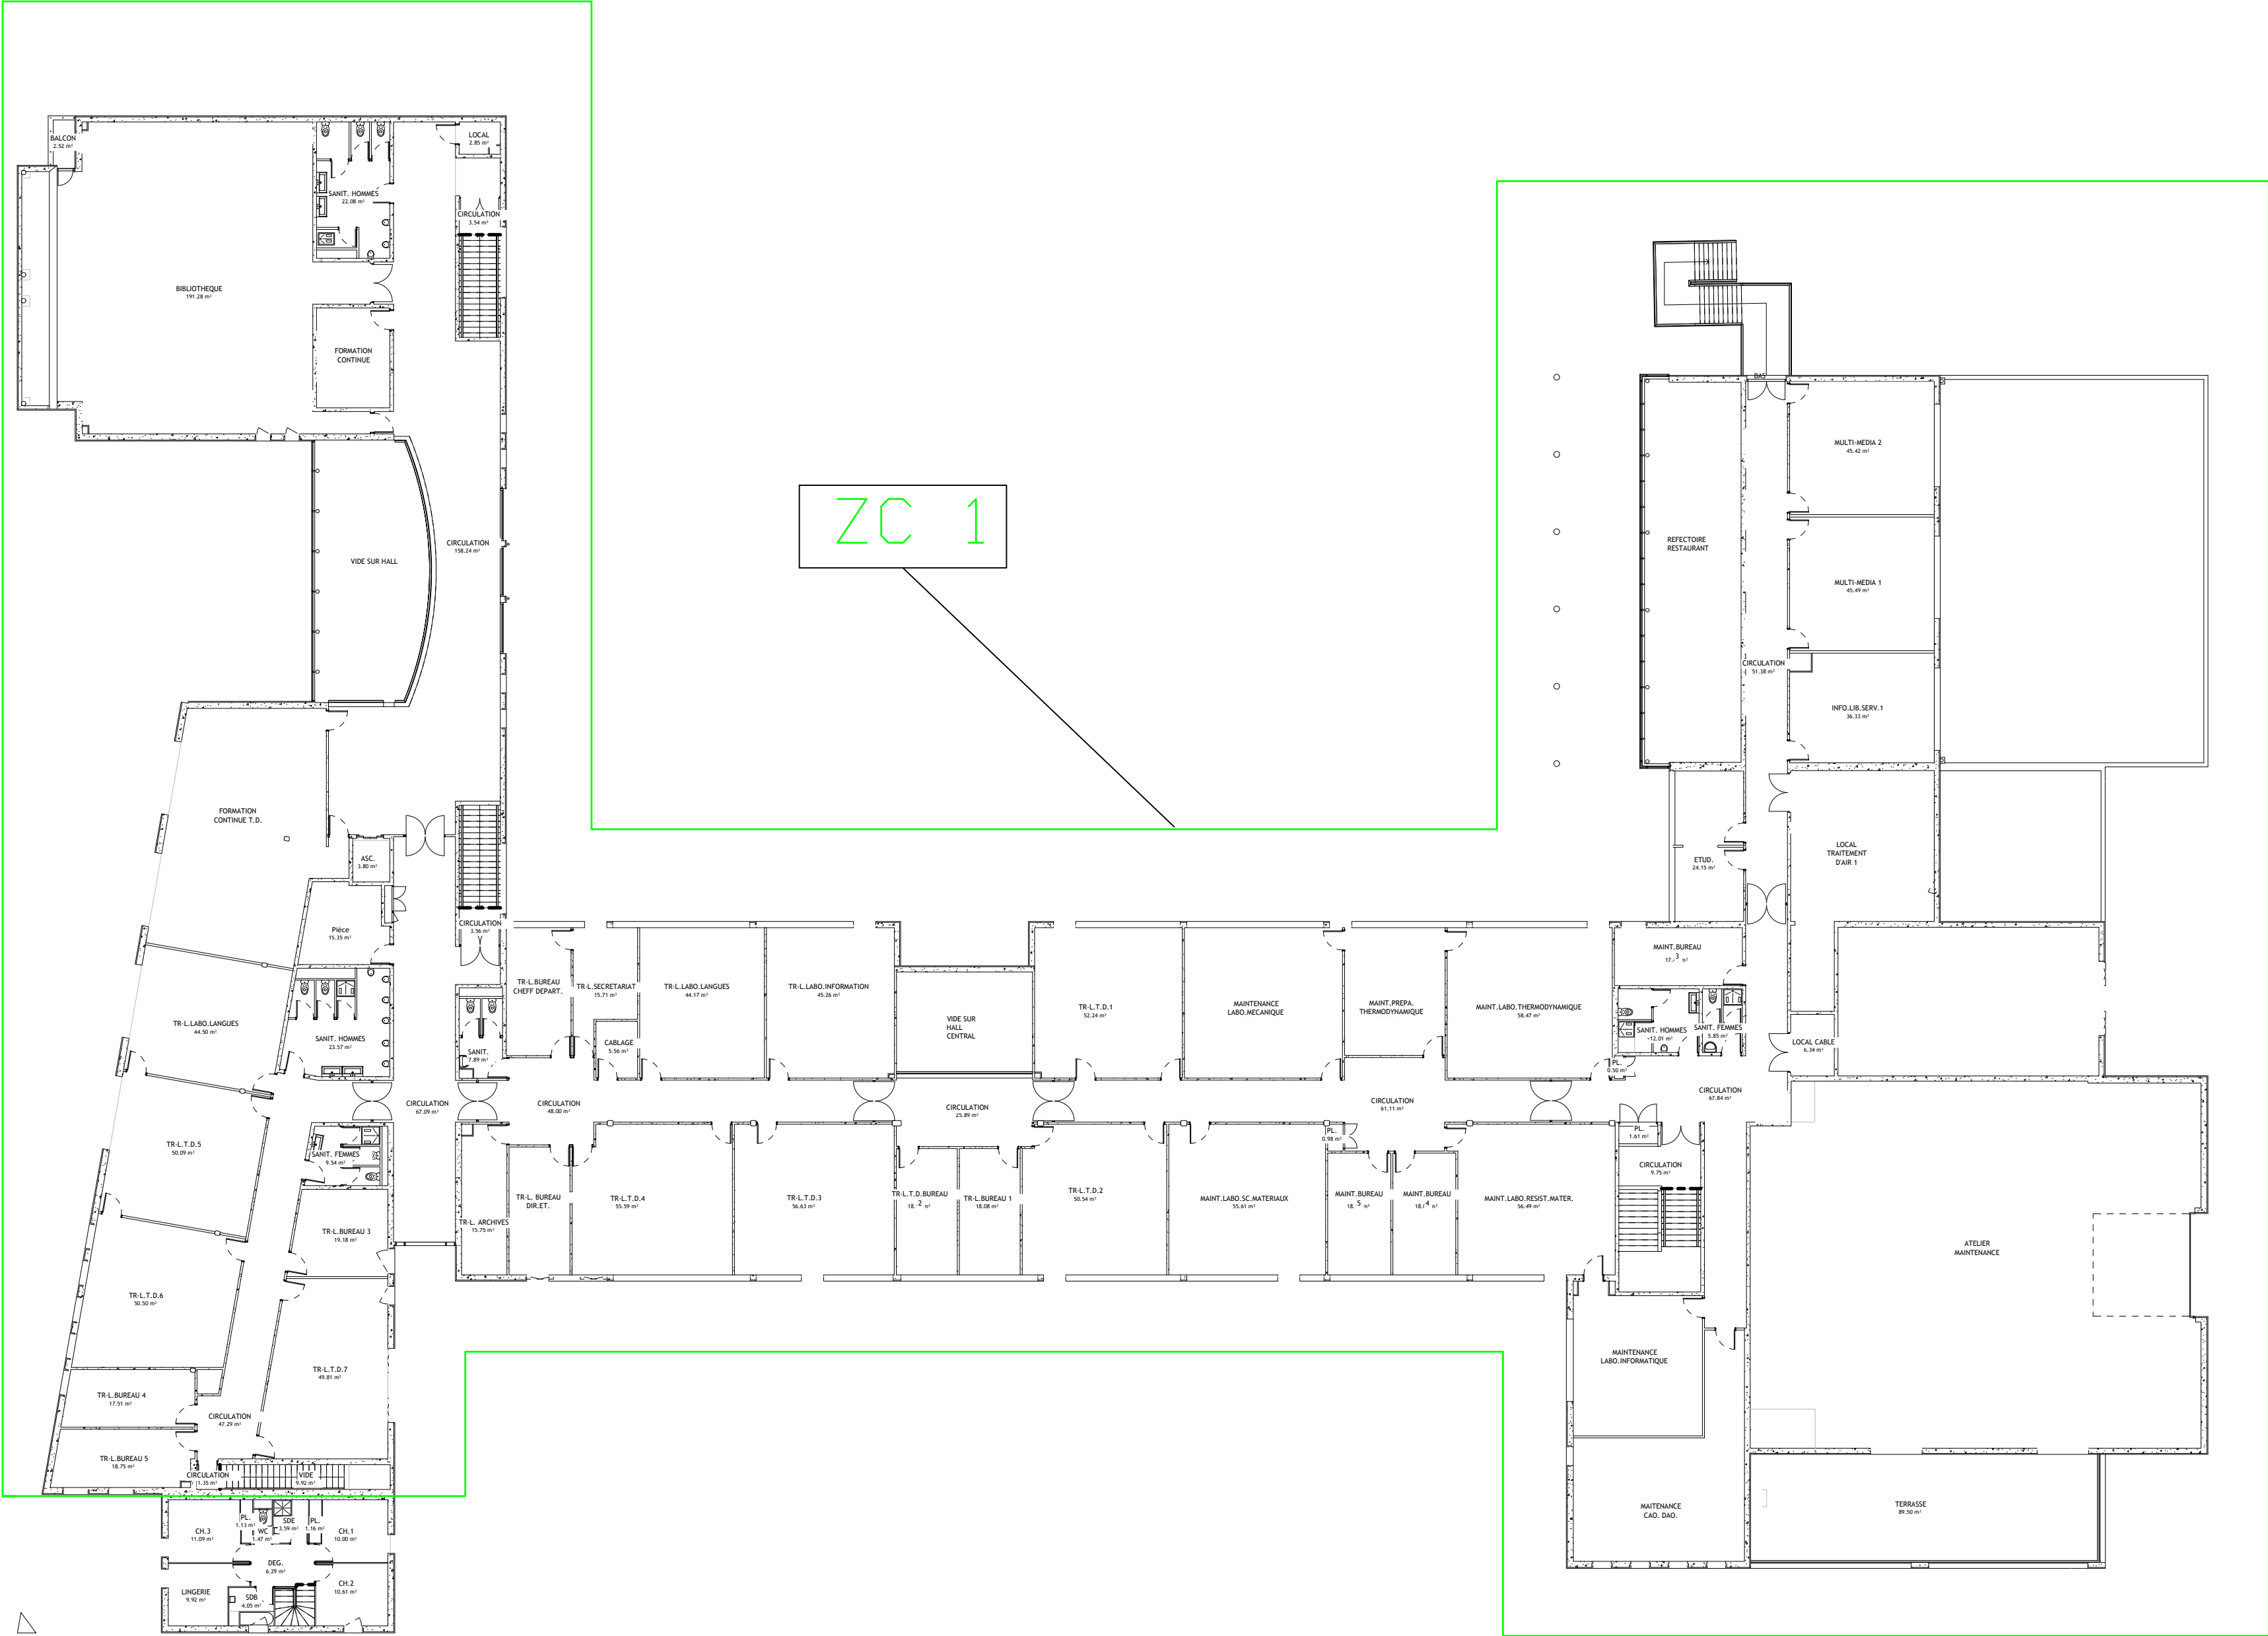 BALCON
2.52 m²
LOCAL
2.85 m²
SANIT. HOMMES
22.08 m²
CIRCULATION
3.54 m²
BIBLIOTHEQUE
191.28 m²
FORMATION
CONTINUE
ZC 1
CIRCULATION
158.24 m²
VIDE SUR HALL
DAS
MULTI-MEDIA 2
45.42 m²
REFECTOIRE
RESTAURANT
MULTI-MEDIA 1
45.49 m²
CIRCULATION
51.38 m²
INFO.LIB.SERV.1
36.33 m²
FORMATION
CONTINUE T.D.
ASC.
3.80 m²
LOCAL
TRAITEMENT
D'AIR 1
ETUD.
24.15 m²
Pièce
15.35 m²
CIRCULATION
3.56 m²
TR-L.BUREAU
CHEFF DEPART.
TR-L.SECRETARIAT
15.71 m²
TR-L.LABO.LANGUES
44.17 m²
TR-L.LABO.INFORMATION
45.26 m²
VIDE SUR
HALL
CENTRAL
TR-L.T.D.1
52.24 m²
MAINTENANCE
LABO.MECANIQUE
MAINT.PREPA.
THERMODYNAMIQUE
MAINT.LABO.THERMODYNAMIQUE
58.47 m²
MAINT.BUREAU
3
TR-L.LABO.LANGUES
44.50 m²
SANIT. HOMMES
23.57 m²
SANIT.
7.89 m²
CABLAGE
5.56 m²
SANIT. HOMMES
12.01 m²
SANIT. FEMMES
5.85 m²
PL.
0.50 m²
LOCAL CABLE
6.34 m²
CIRCULATION
67.09 m²
CIRCULATION
48.00 m²
CIRCULATION
25.89 m²
CIRCULATION
61.11 m²
CIRCULATION
67.84 m²
TR-L.T.D.5
50.09 m²
SANIT. FEMMES
9.54 m²
PL.
0.98 m²
PL.
1.61 m²
CIRCULATION
9.75 m²
TR-L. ARCHIVES
15.75 m²
TR-L. BUREAU
DIR.ET.
TR-L.T.D.4
55.59 m²
TR-L.T.D.3
56.63 m²
TR-L.T.D.BUREAU
2
TR-L.BUREAU 1
18.08 m²
TR-L.T.D.2
50.54 m²
MAINT.LABO.SC.MATERIAUX
55.61 m²
MAINT.BUREAU
5
MAINT.BUREAU
4
MAINT.LABO.RESIST.MATER.
56.49 m²
TR-L.BUREAU 3
19.18 m²
ATELIER
MAINTENANCE
TR-L.T.D.6
50.50 m²
TR-L.T.D.7
49.81 m²
MAINTENANCE
LABO.INFORMATIQUE
TR-L.BUREAU 4
17.51 m²
CIRCULATION
47.29 m²
TR-L.BUREAU 5
18.75 m²
CIRCULATION
1.35 m²
VIDE
9.92 m²
MAITENANCE
CAO. DAO.
TERRASSE
89.50 m²
CH.3
11.09 m²
PL.
1.13 m²
WC
1.47 m²
SDE
3.59 m²
PL.
1.16 m²
CH.1
10.00 m²
DEG.
6.29 m²
LINGERIE
9.92 m²
SDB
4.05 m²
CH.2
10.61 m²